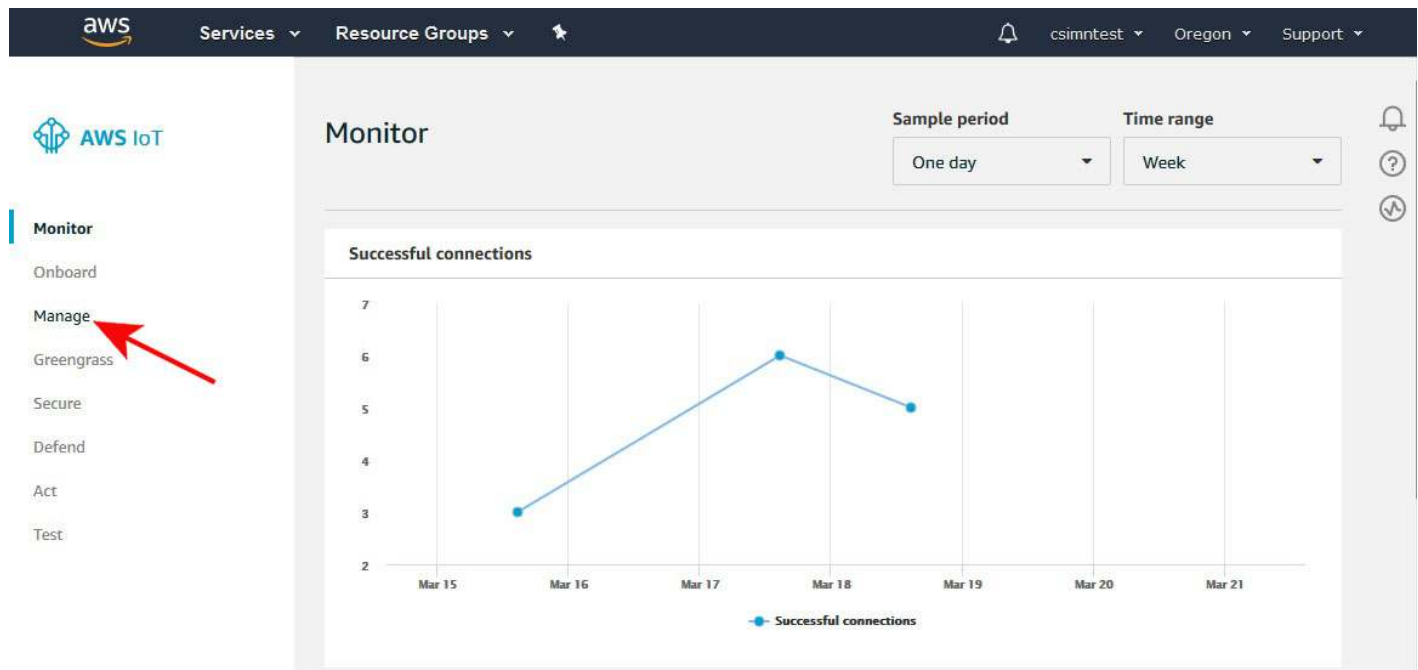 aws Services Resource Groups csimntest Oregon Support
AWS IoT
Monitor
Onboard
Manage
Greengrass
Secure
Defend
Act
Test
Monitor
Sample period Time range
One day Week
Successful connections
7
6
5
4
3
2
Mar 15 Mar 16 Mar 17 Mar 18 Mar 19 Mar 20 Mar 21
Successful connections